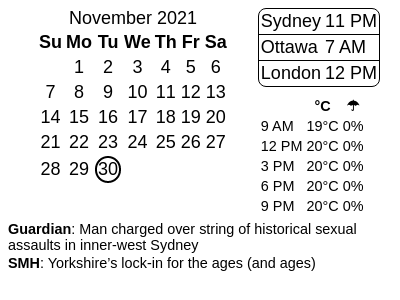 November 2021
Su Mo Tu We Th Fr Sa
1 2 3 4 5 6
7 8 9 10 11 12 13
14 15 16 17 18 19 20
21 22 23 24 25 26 27
28 29 30
Sydney 11 PM
Ottawa 7 AM
London 12 PM
°C ☂
9 AM 19°C 0%
12 PM 20°C 0%
3 PM 20°C 0%
6 PM 20°C 0%
9 PM 20°C 0%
Guardian: Man charged over string of historical sexual
assaults in inner-west Sydney
SMH: Yorkshire’s lock-in for the ages (and ages)